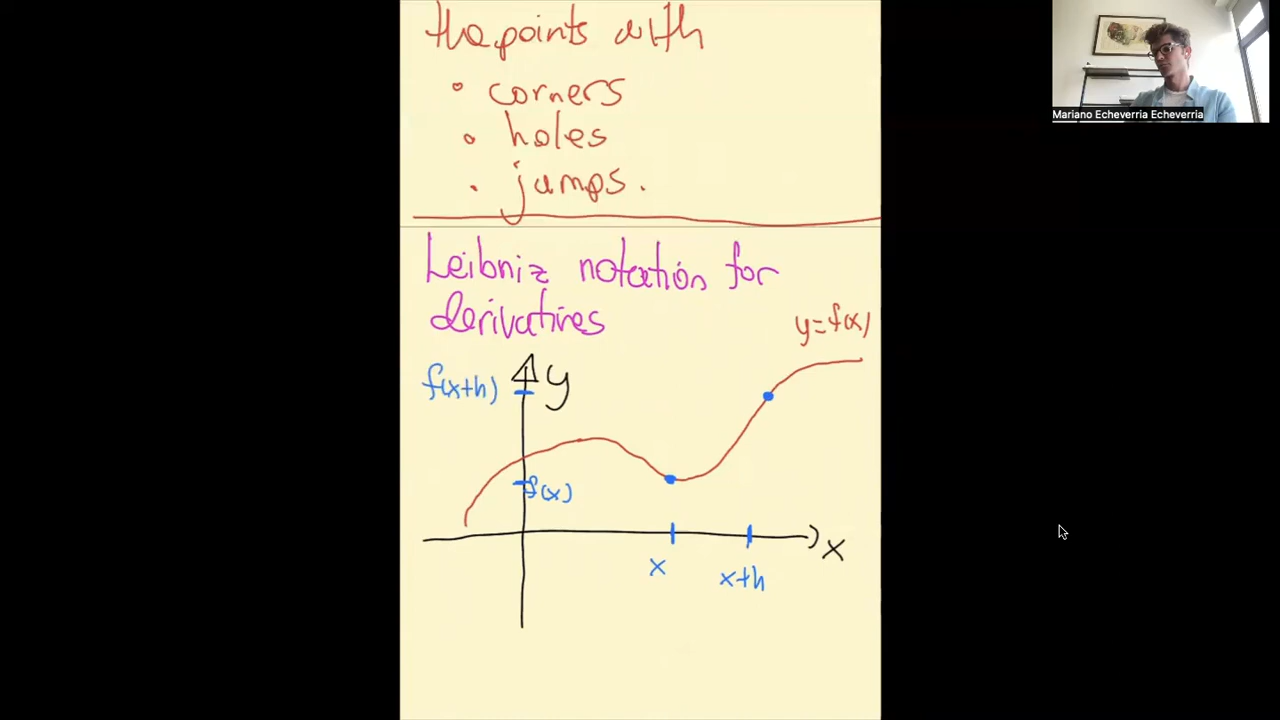 the points with
corners
holes
jumps.
Mariano Echeverria Echeverria
Leibniz notation for
derivatives
y=f(x)
f(x+h)
y
f(x)
x
x
x+h